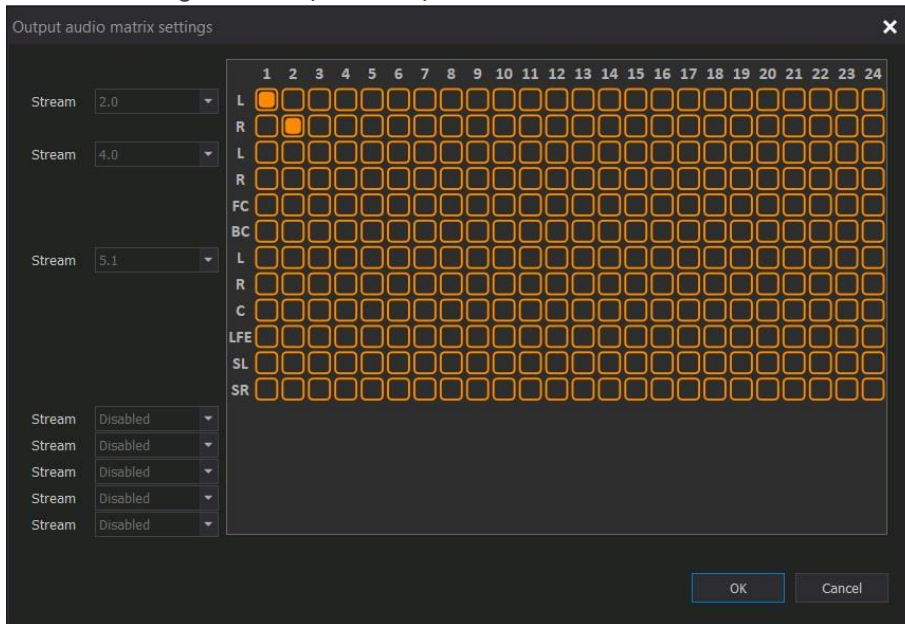 Output audio matrix settings
1 2 3 4 5 6 7 8 9 10 11 12 13 14 15 16 17 18 19 20 21 22 23 24
Stream 2.0 L
R
Stream 4.0 L
R
FC
BC
Stream 5.1 L
R
C
LFE
SL
SR
Stream Disabled
Stream Disabled
Stream Disabled
Stream Disabled
Stream Disabled
OK Cancel